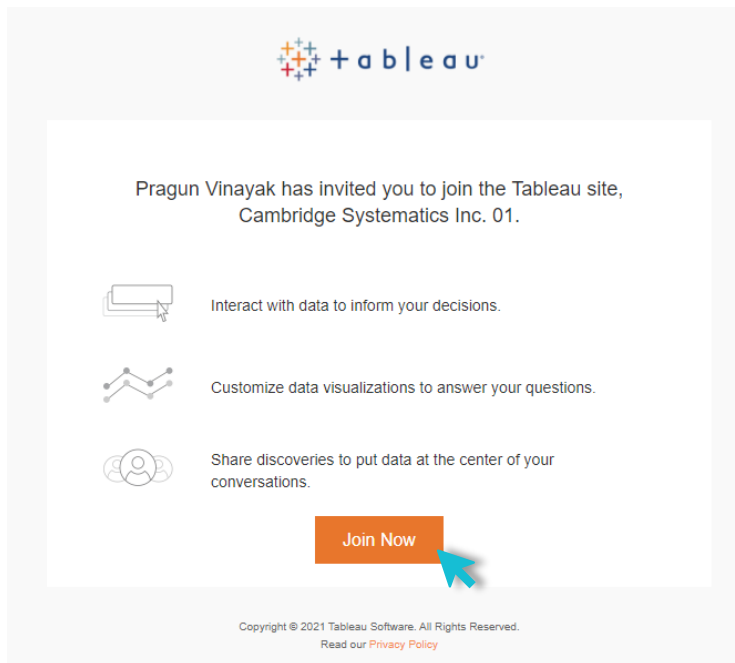 +ableau
Pragun Vinayak has invited you to join the Tableau site,
Cambridge Systematics Inc. 01.
Interact with data to inform your decisions.
Customize data visualizations to answer your questions.
Share discoveries to put data at the center of your
conversations.
Join Now
Copyright © 2021 Tableau Software. All Rights Reserved.
Read our Privacy Policy